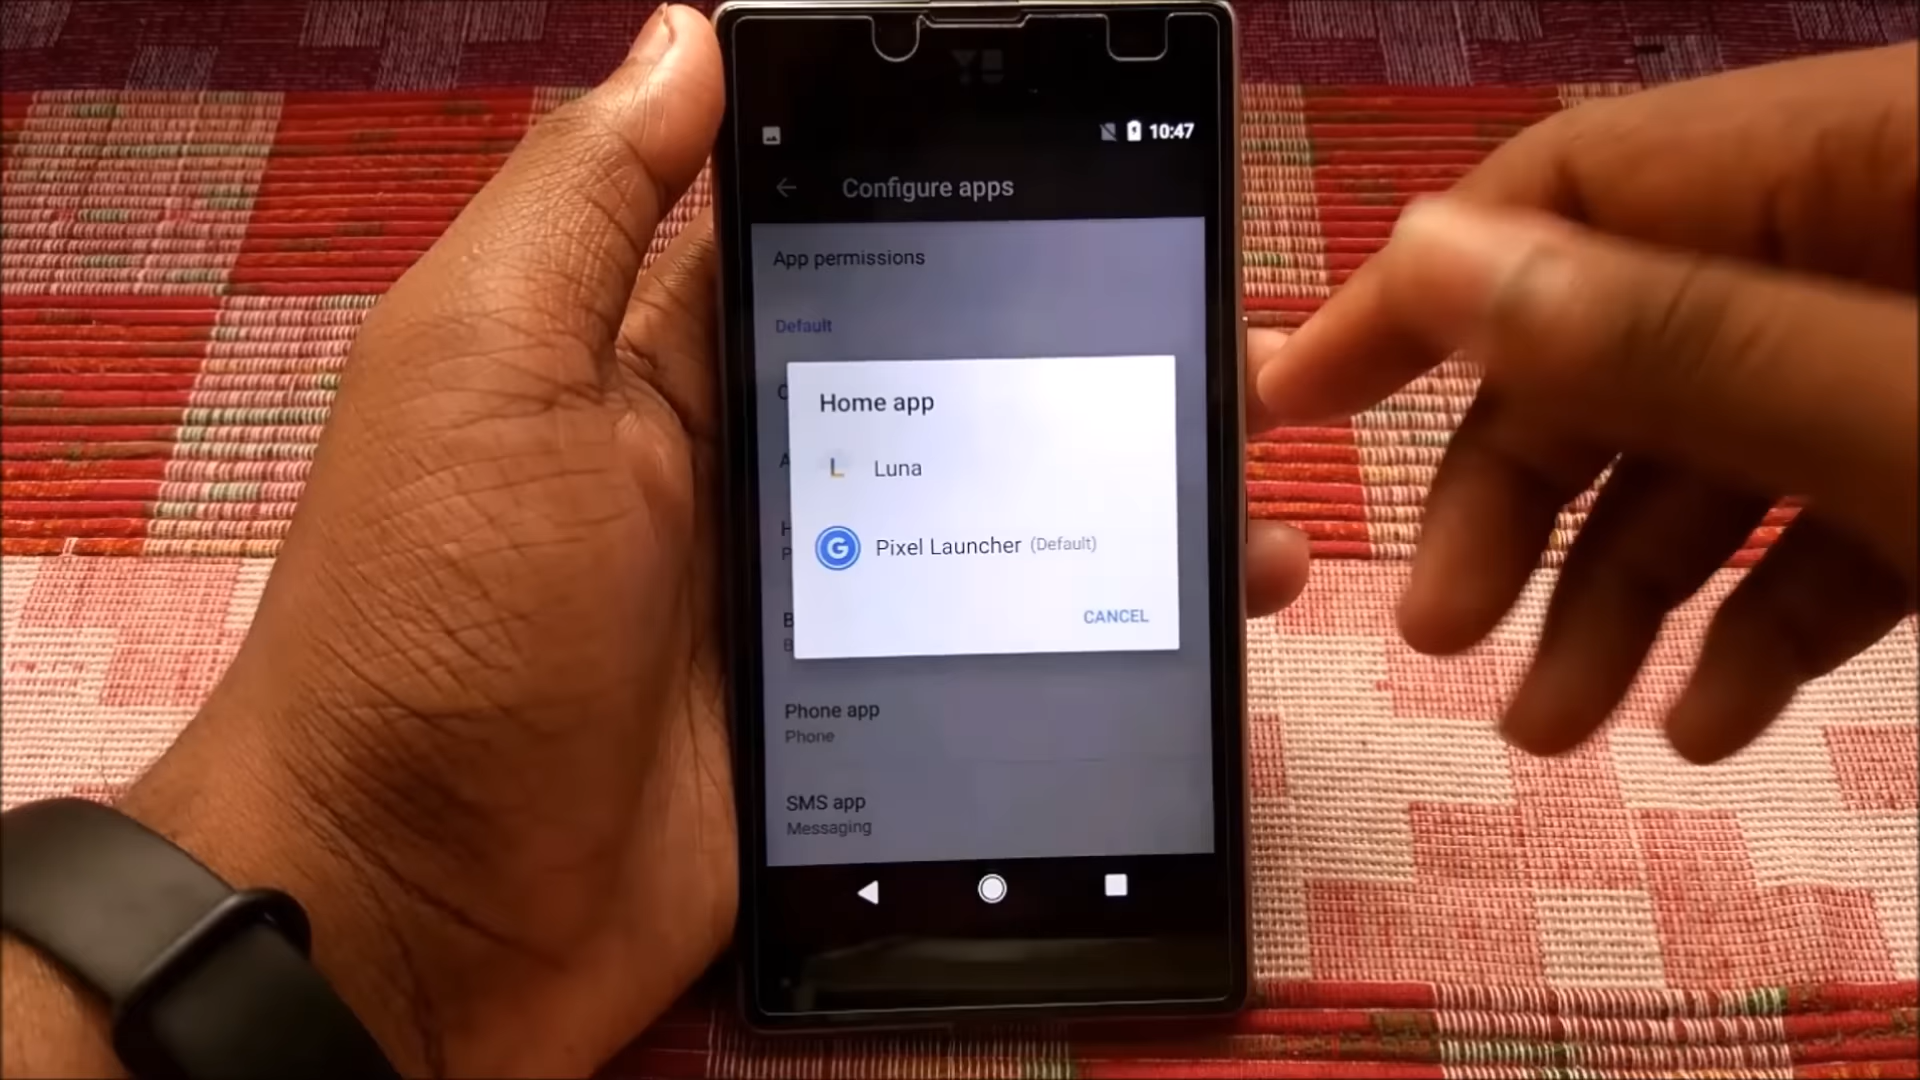 10:47
Configure apps
App permissions
Default
Home app
L Luna
G Pixel Launcher (Default)
CANCEL
Phone app
Phone
SMS app
Messaging